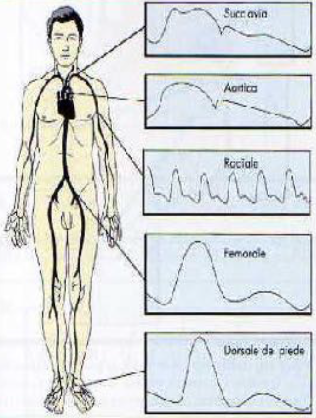 Succlavia
Aortica
Radiale
Femorale
Dorsale del piede